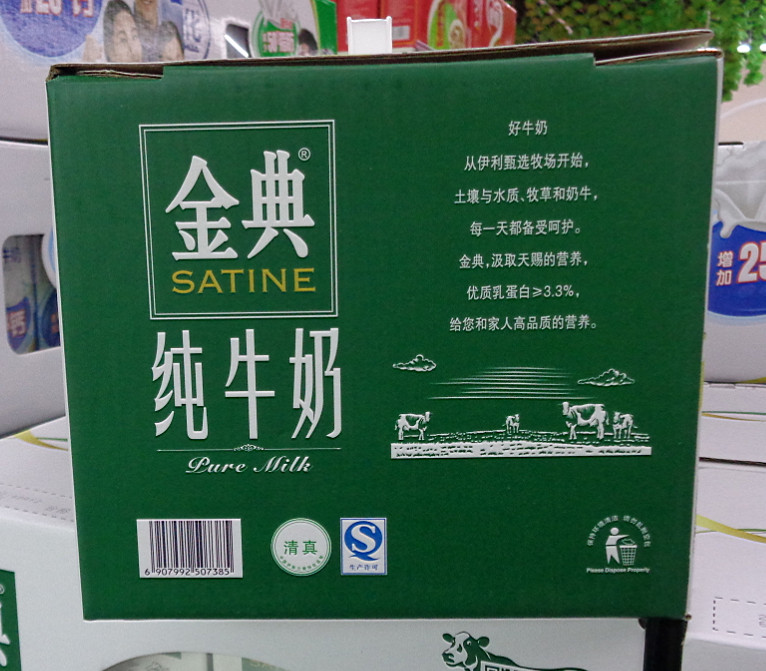 金典®
SATINE
纯牛奶
Pure Milk
好牛奶
从伊利甄选牧场开始，
土壤与水质、牧草和奶牛，
每一天都备受呵护。
金典，汲取天赐的营养，
优质乳蛋白≥3.3%，
给您和家人高品质的营养。
6 907992 507385
清真
S
生产许可
Please Dispose Properly
增加
25